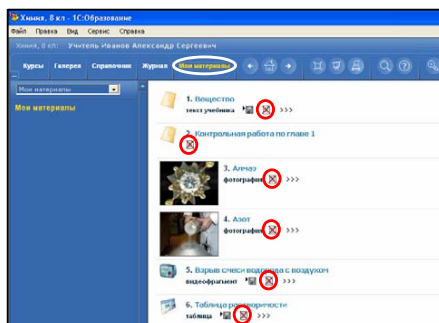 Химия, 8 кл - 1С:Образование
Файл Правка Вид Сервис Справка
Химия, 8 кл: Учитель Иванов Александр Сергеевич
Курсы Галерея Справочник Журнал Мои материалы
Мои материалы
Мои материалы
1. Вещество
текст учебника >>>
2. Контрольная работа по главе 1
3. Алмаз
фотография >>>
4. Азот
фотография >>>
5. Взрыв смеси водорода с воздухом
видеофрагмент >>>
6. Таблица растворимости
таблица >>>